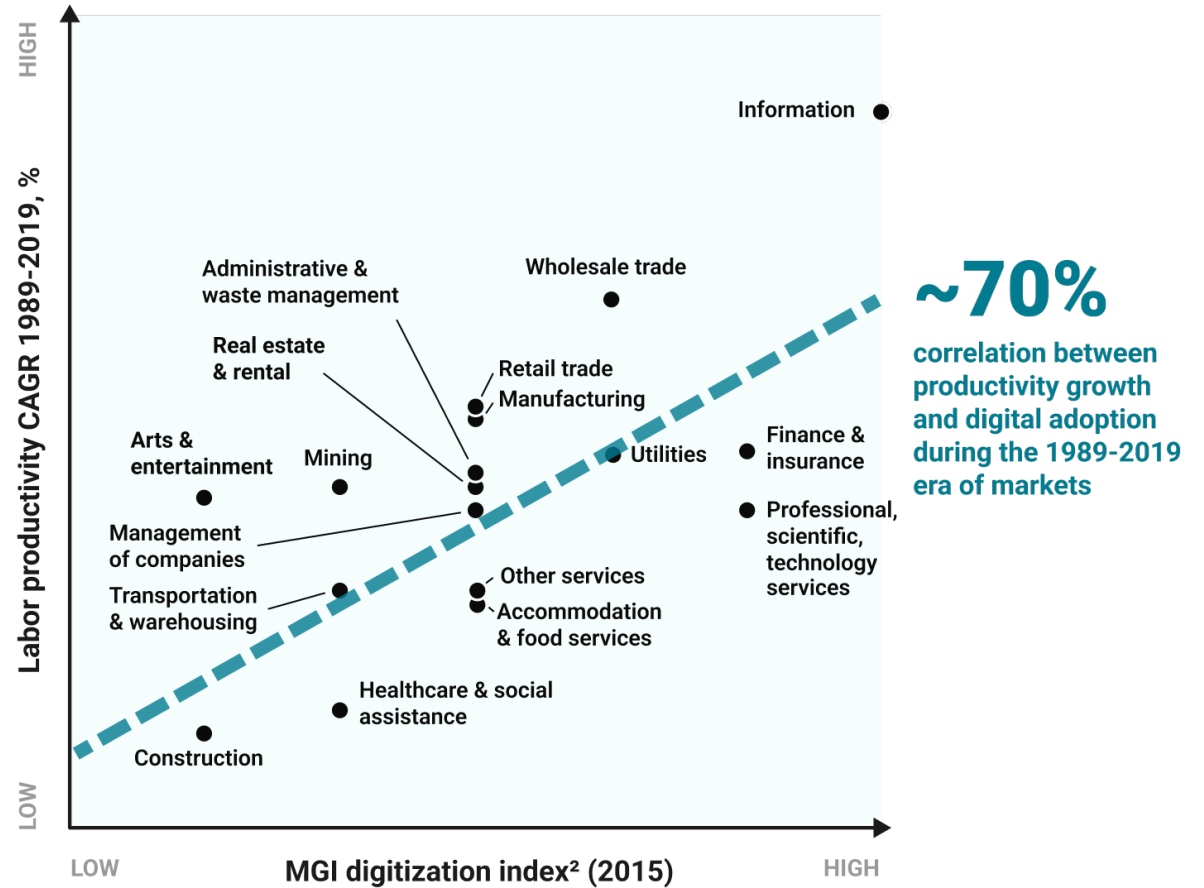 HIGH
Labor productivity CAGR 1989-2019, %
LOW
Information
Administrative &
waste management
Wholesale trade
Real estate
& rental
Retail trade
Manufacturing
Arts &
entertainment
Mining
Utilities
Finance &
insurance
Management
of companies
Professional,
scientific,
technology
services
Transportation
& warehousing
Other services
Accommodation
& food services
Healthcare & social
assistance
Construction
LOW
MGI digitization index² (2015)
HIGH
~70%
correlation between
productivity growth
and digital adoption
during the 1989-2019
era of markets